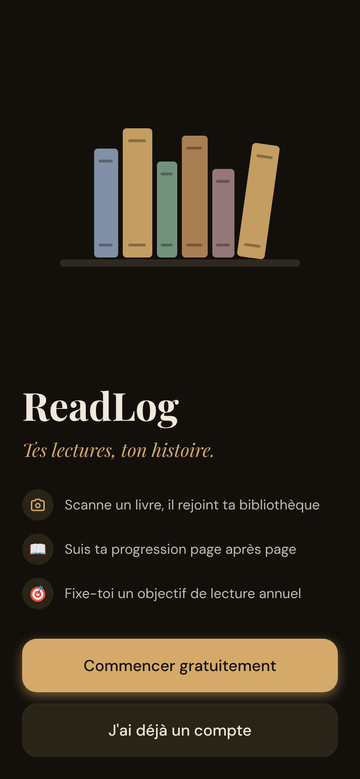 ReadLog
Tes lectures, ton histoire.
Scanne un livre, il rejoint ta bibliothèque
Suis ta progression page après page
Fixe-toi un objectif de lecture annuel
Commencer gratuitement
J'ai déjà un compte